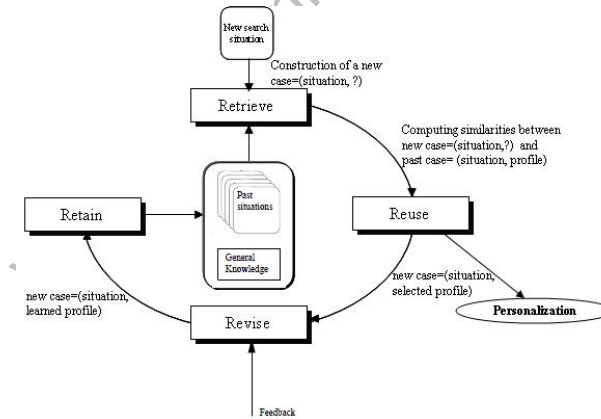 New search
situation
Construction of a new
case=(situation, ?)
Retrieve
Computing similarities between
new case=(situation,?) and
past case= (situation, profile)
Past
situations
Retain
Reuse
General
Knowledge
new case=(situation,
selected profile)
new case=(situation,
learned profile)
Revise
Personalization
Feedback